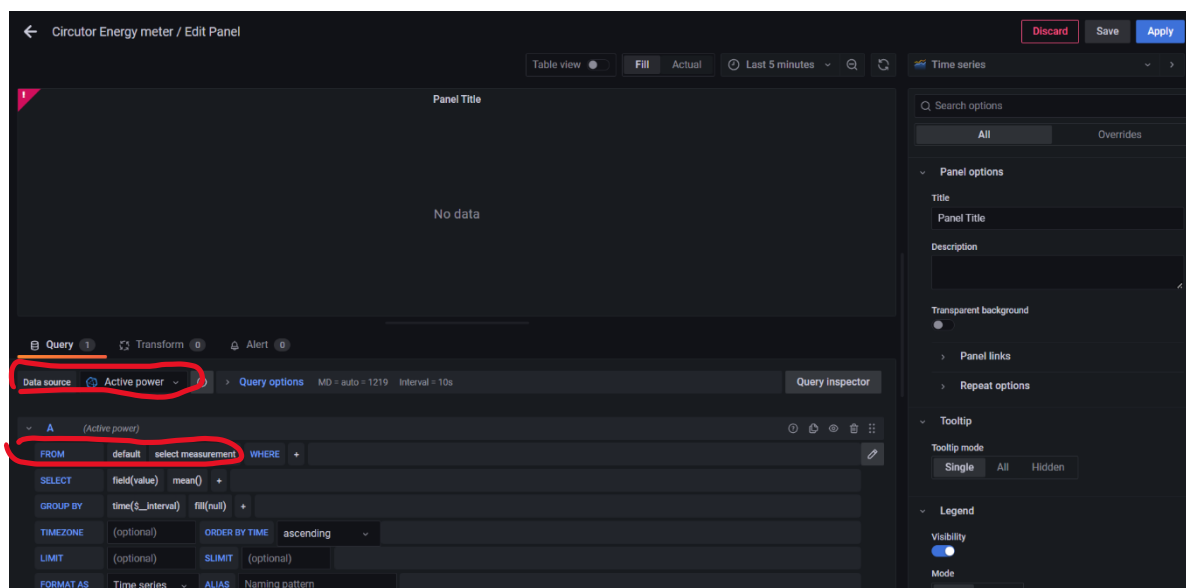 Circutor Energy meter / Edit Panel
Discard Save Apply
Table view Fill Actual Last 5 minutes Time series
! Panel Title
Search options
All Overrides
No data
Panel options
Title
Panel Title
Description
Transparent background
Panel links
Repeat options
Query 1 Transform 0 Alert 0
Data source Active power Query options MD = auto = 1219 Interval = 10s Query inspector
A (Active power)
FROM default select measurement WHERE +
SELECT field(value) mean() +
GROUP BY time($__interval) fill(null) +
TIMEZONE (optional) ORDER BY TIME ascending
LIMIT (optional) SLIMIT (optional)
FORMAT AS Time series ALIAS Naming pattern
Tooltip
Tooltip mode
Single All Hidden
Legend
Visibility
Mode